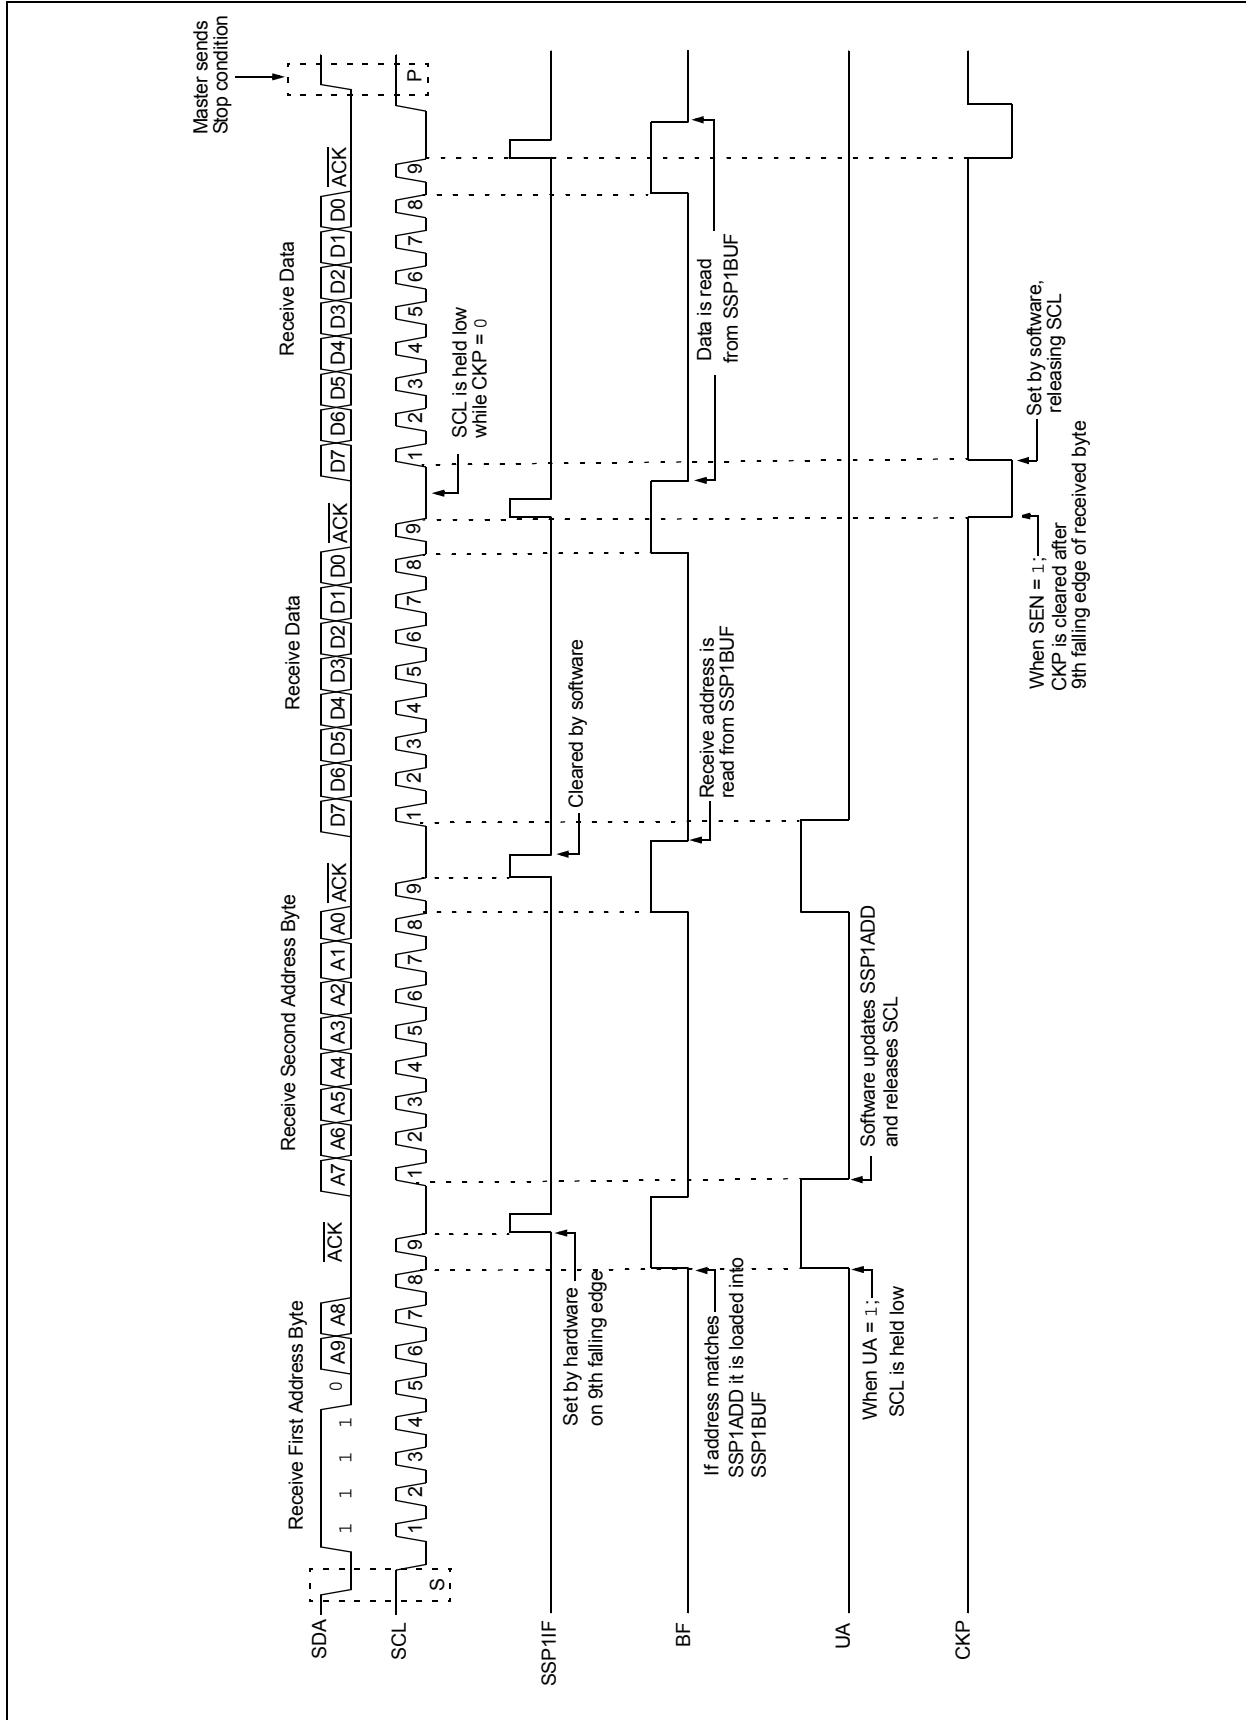 Master sends
Stop condition
Receive First Address Byte
Receive Second Address Byte
Receive Data
Receive Data
SDA
1 1 1 1 0 A9 A8 ACK
A7 A6 A5 A4 A3 A2 A1 A0 ACK
D7 D6 D5 D4 D3 D2 D1 D0 ACK
D7 D6 D5 D4 D3 D2 D1 D0 ACK
SCL
S
1 2 3 4 5 6 7 8 9
1 2 3 4 5 6 7 8 9
1 2 3 4 5 6 7 8 9
1 2 3 4 5 6 7 8 9
P
SCL is held low
while CKP = 0
SSP1IF
Set by hardware
on 9th falling edge
Cleared by software
BF
If address matches
SSP1ADD it is loaded into
SSP1BUF
Receive address is
read from SSP1BUF
Data is read
from SSP1BUF
UA
When UA = 1;
SCL is held low
Software updates SSP1ADD
and releases SCL
CKP
When SEN = 1;
CKP is cleared after
9th falling edge of received byte
Set by software,
releasing SCL